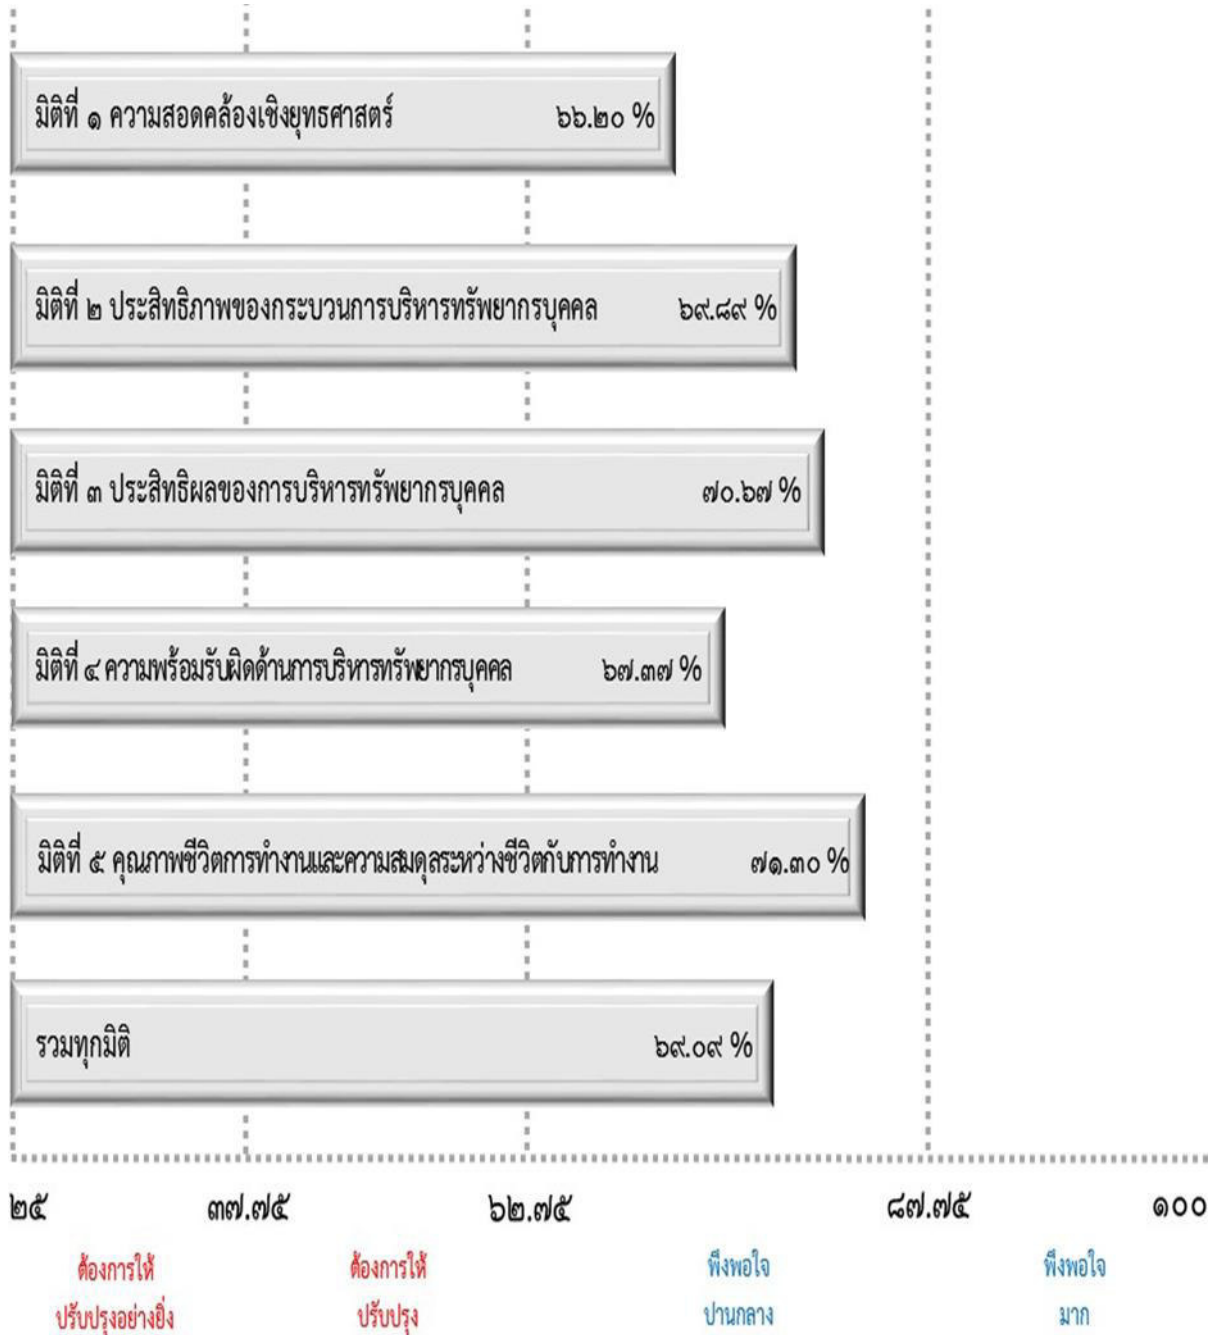 มิติที่ ๑ ความสอดคล้องเชิงยุทธศาสตร์ ๖๖.๒๐ %
มิติที่ ๒ ประสิทธิภาพของกระบวนการบริหารทรัพยากรบุคคล ๖๙.๘๙ %
มิติที่ ๓ ประสิทธิผลของการบริหารทรัพยากรบุคคล ๗๐.๖๗ %
มิติที่ ๔ ความพร้อมรับผิดด้านการบริหารทรัพยากรบุคคล ๖๗.๓๗ %
มิติที่ ๕ คุณภาพชีวิตการทำงานและความสมดุลระหว่างชีวิตกับการทำงาน ๗๑.๓๐ %
รวมทุกมิติ ๖๙.๐๙ %
๒๕ ๓๗.๗๕ ๖๒.๗๕ ๘๗.๗๕ ๑๐๐
ต้องการให้ ต้องการให้ พึงพอใจ พึงพอใจ
ปรับปรุงอย่างยิ่ง ปรับปรุง ปานกลาง มาก